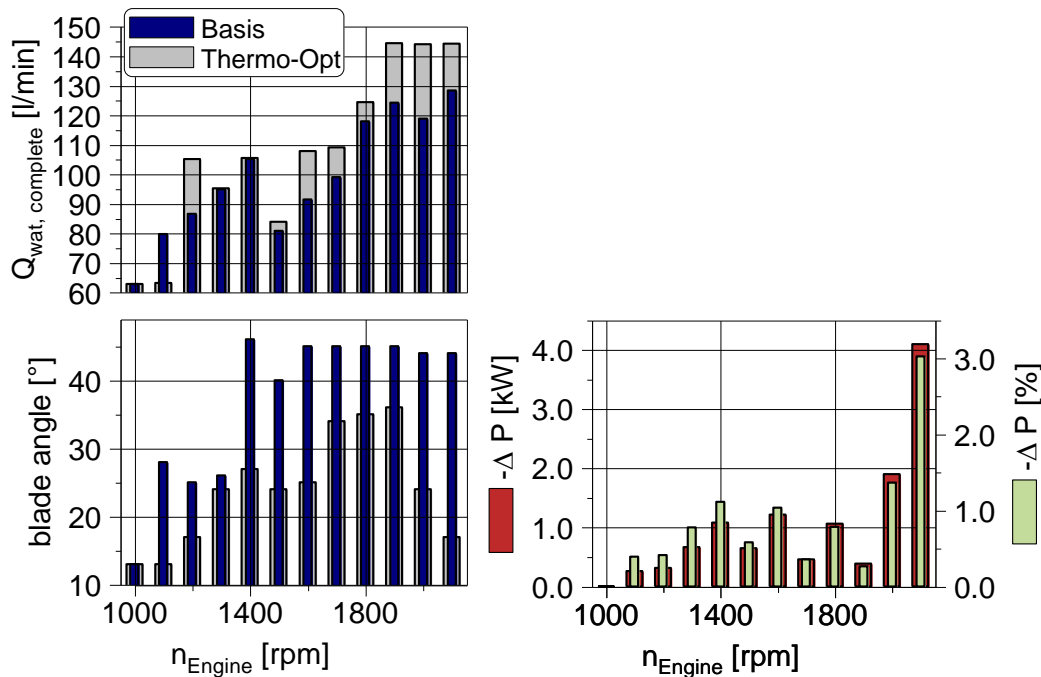 Basis
Thermo-Opt
Q_wat, complete [l/min]
150
140
130
120
110
100
90
80
70
60
blade angle [°]
40
30
20
10
1000 1400 1800
n_Engine [rpm]
-Δ P [kW]
4.0
3.0
2.0
1.0
0.0
3.0
2.0
1.0
0.0
-Δ P [%]
1000 1400 1800
n_Engine [rpm]